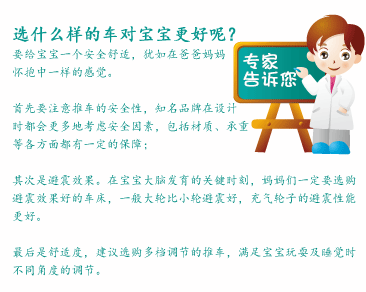 选什么样的车对宝宝更好呢？
要给宝宝一个安全舒适，犹如在爸爸妈妈
怀抱中一样的感觉。
专家
告诉您
首先要注意推车的安全性，知名品牌在设计
时都会更多地考虑安全因素，包括材质、承重
等各方面都有一定的保障；
其次是避震效果。在宝宝大脑发育的关键时刻，妈妈们一定要选购
避震效果好的车床，一般大轮比小轮避震好，充气轮子的避震性能
更好。
最后是舒适度，建议选购多档调节的推车，满足宝宝玩耍及睡觉时
不同角度的调节。